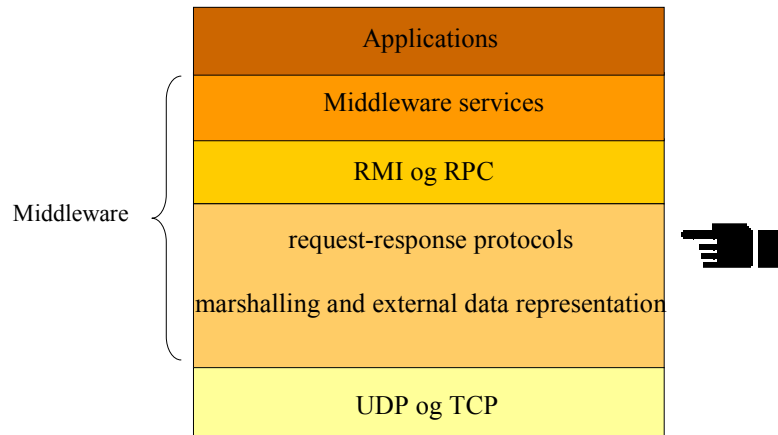 Applications
Middleware services
RMI og RPC
Middleware
request-response protocols
marshalling and external data representation
UDP og TCP